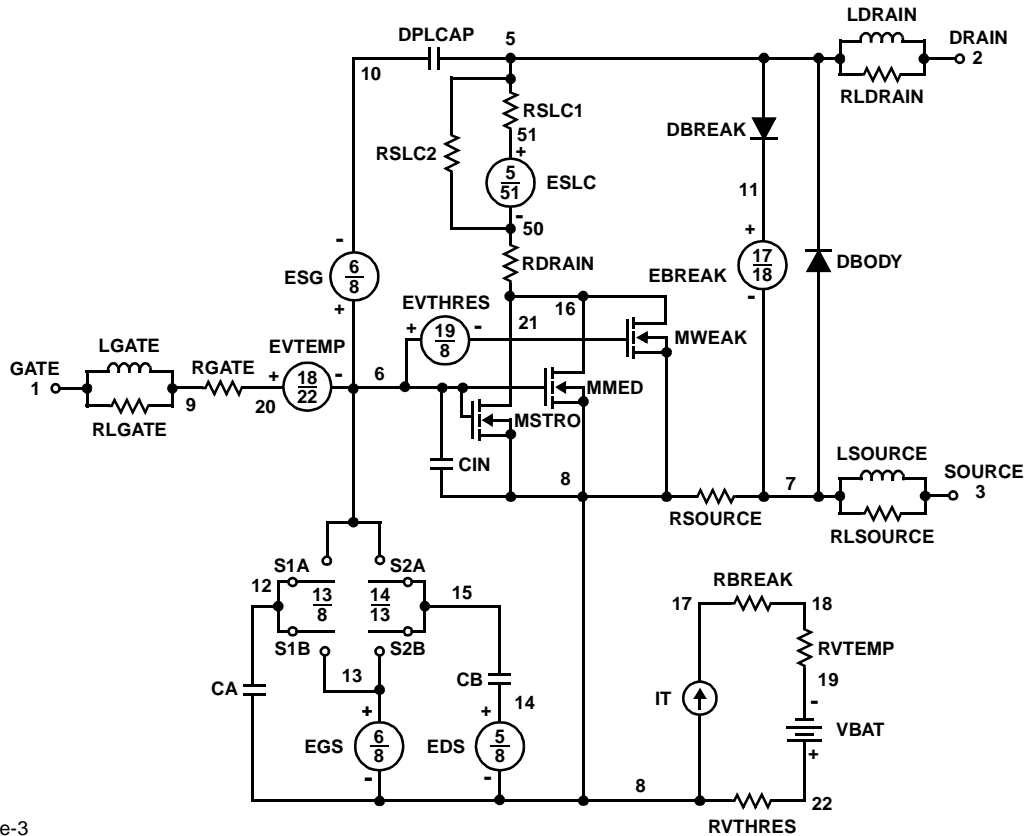 LDRAIN
DPLCAP 5 DRAIN
10 2
RSLC1 RLDRAIN
51 DBREAK
RSLC2 +
5
51 ESLC
11
- 50
- RDRAIN + 17
18 DBODY
ESG 6
8 EBREAK
+ EVTHRES 16 -
+ 19
8 - 21 MWEAK
LGATE EVTEMP
GATE RGATE + 18
22 - 6 MMED
1 9 20 MSTRO
RLGATE LSOURCE
CIN 8 7 SOURCE
3
RSOURCE RLSOURCE
S1A S2A
12 13
8 14
13 15 RBREAK
17 18
S1B S2B RVTEMP
13 CB 19
CA 14 IT -
+ + VBAT
EGS 6
8 EDS 5
8 +
- - 8 22
RVTHRES
e-3